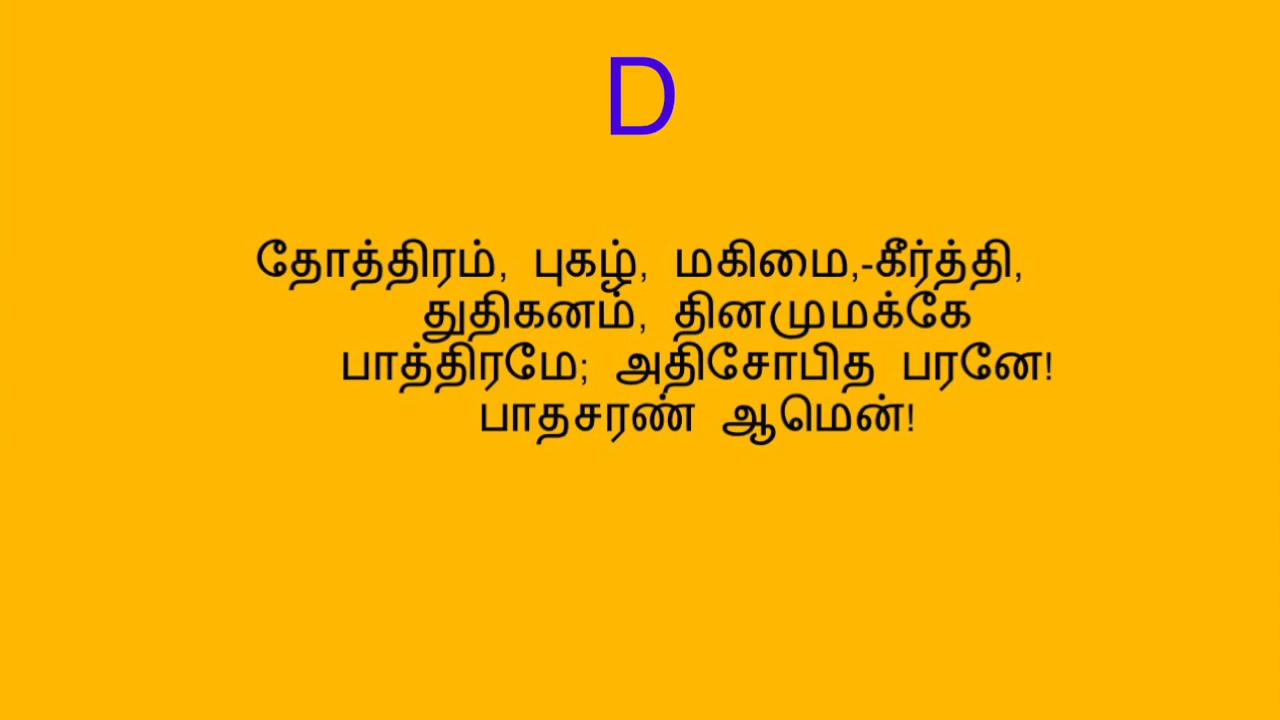 D
தோத்திரம், புகழ், மகிமை,-கீர்த்தி,
துதிகனம், தினமுமக்கே
பாத்திரமே; அதிசோபித பரனே!
பாதசரண் ஆமென்!